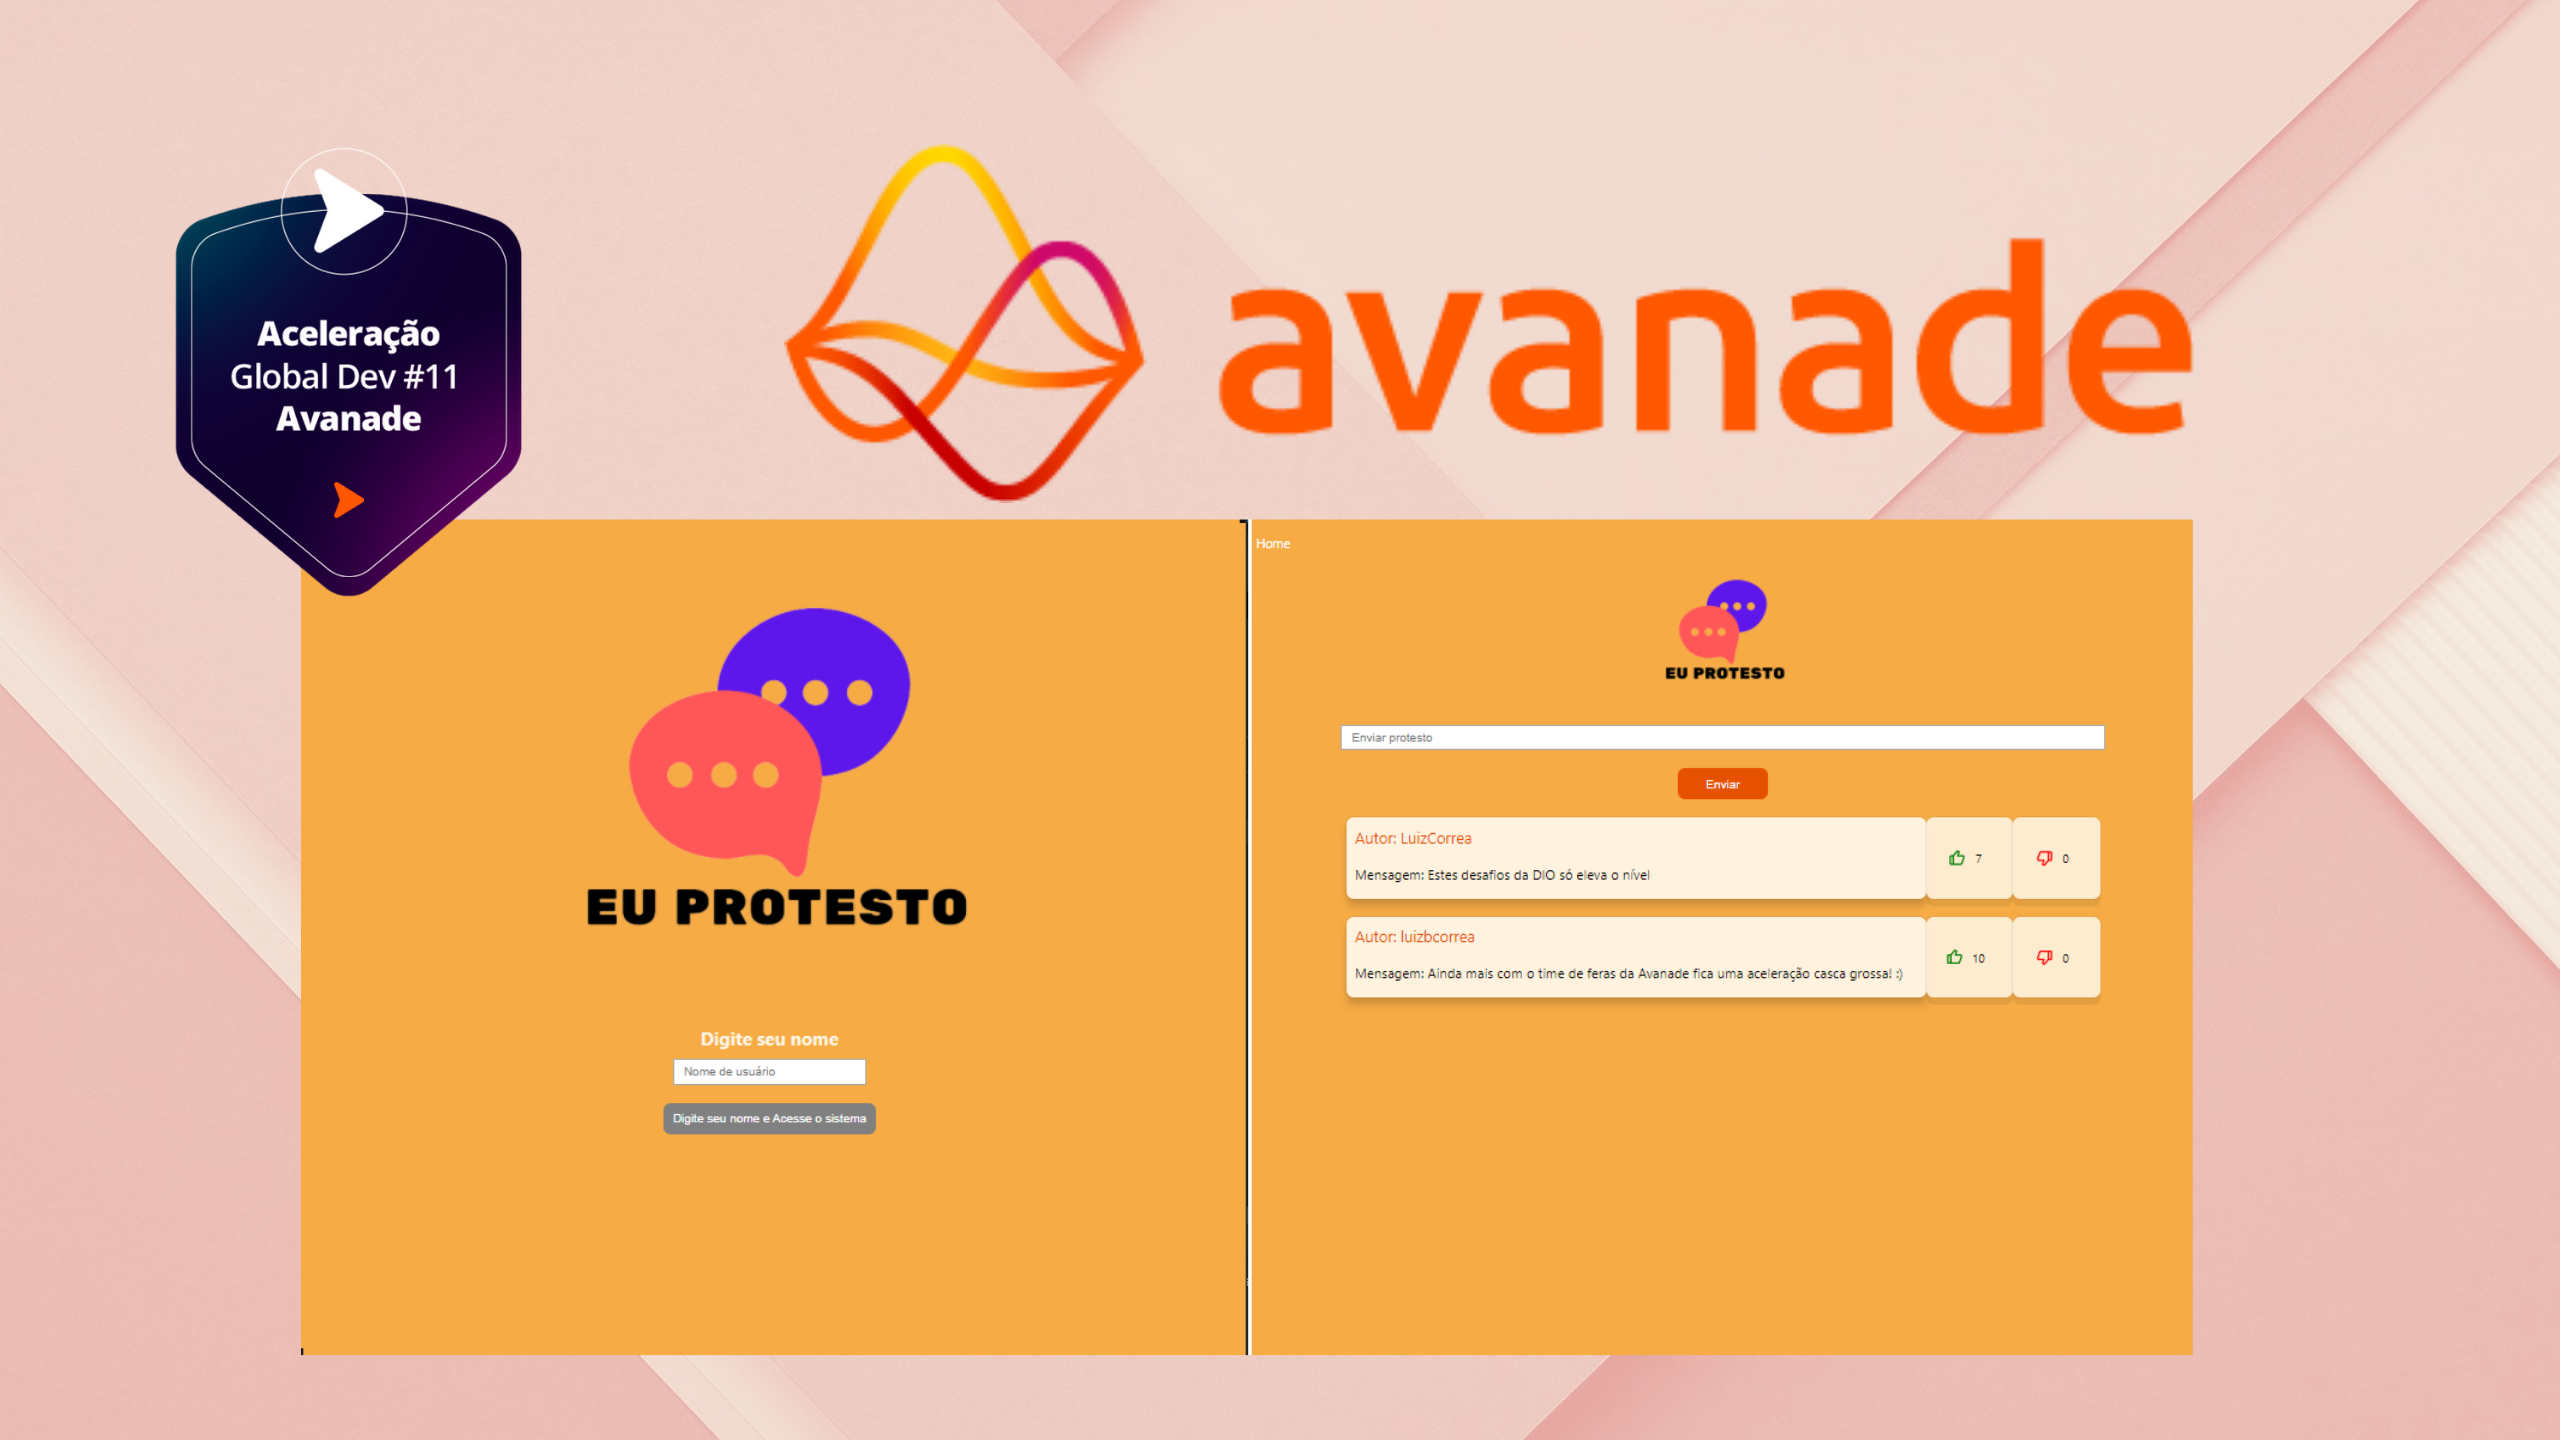 Aceleração
Global Dev #11
Avanade
avanade
EU PROTESTO
Digite seu nome
Nome de usuário
Digite seu nome e Acesse o sistema
Home
EU PROTESTO
Enviar protesto
Enviar
Autor: LuizCorrea
Mensagem: Estes desafios da DIO só eleva o nível
7
0
Autor: luizbcorrea
Mensagem: Ainda mais com o time de feras da Avanade fica uma aceleração casca grossa! :)
10
0